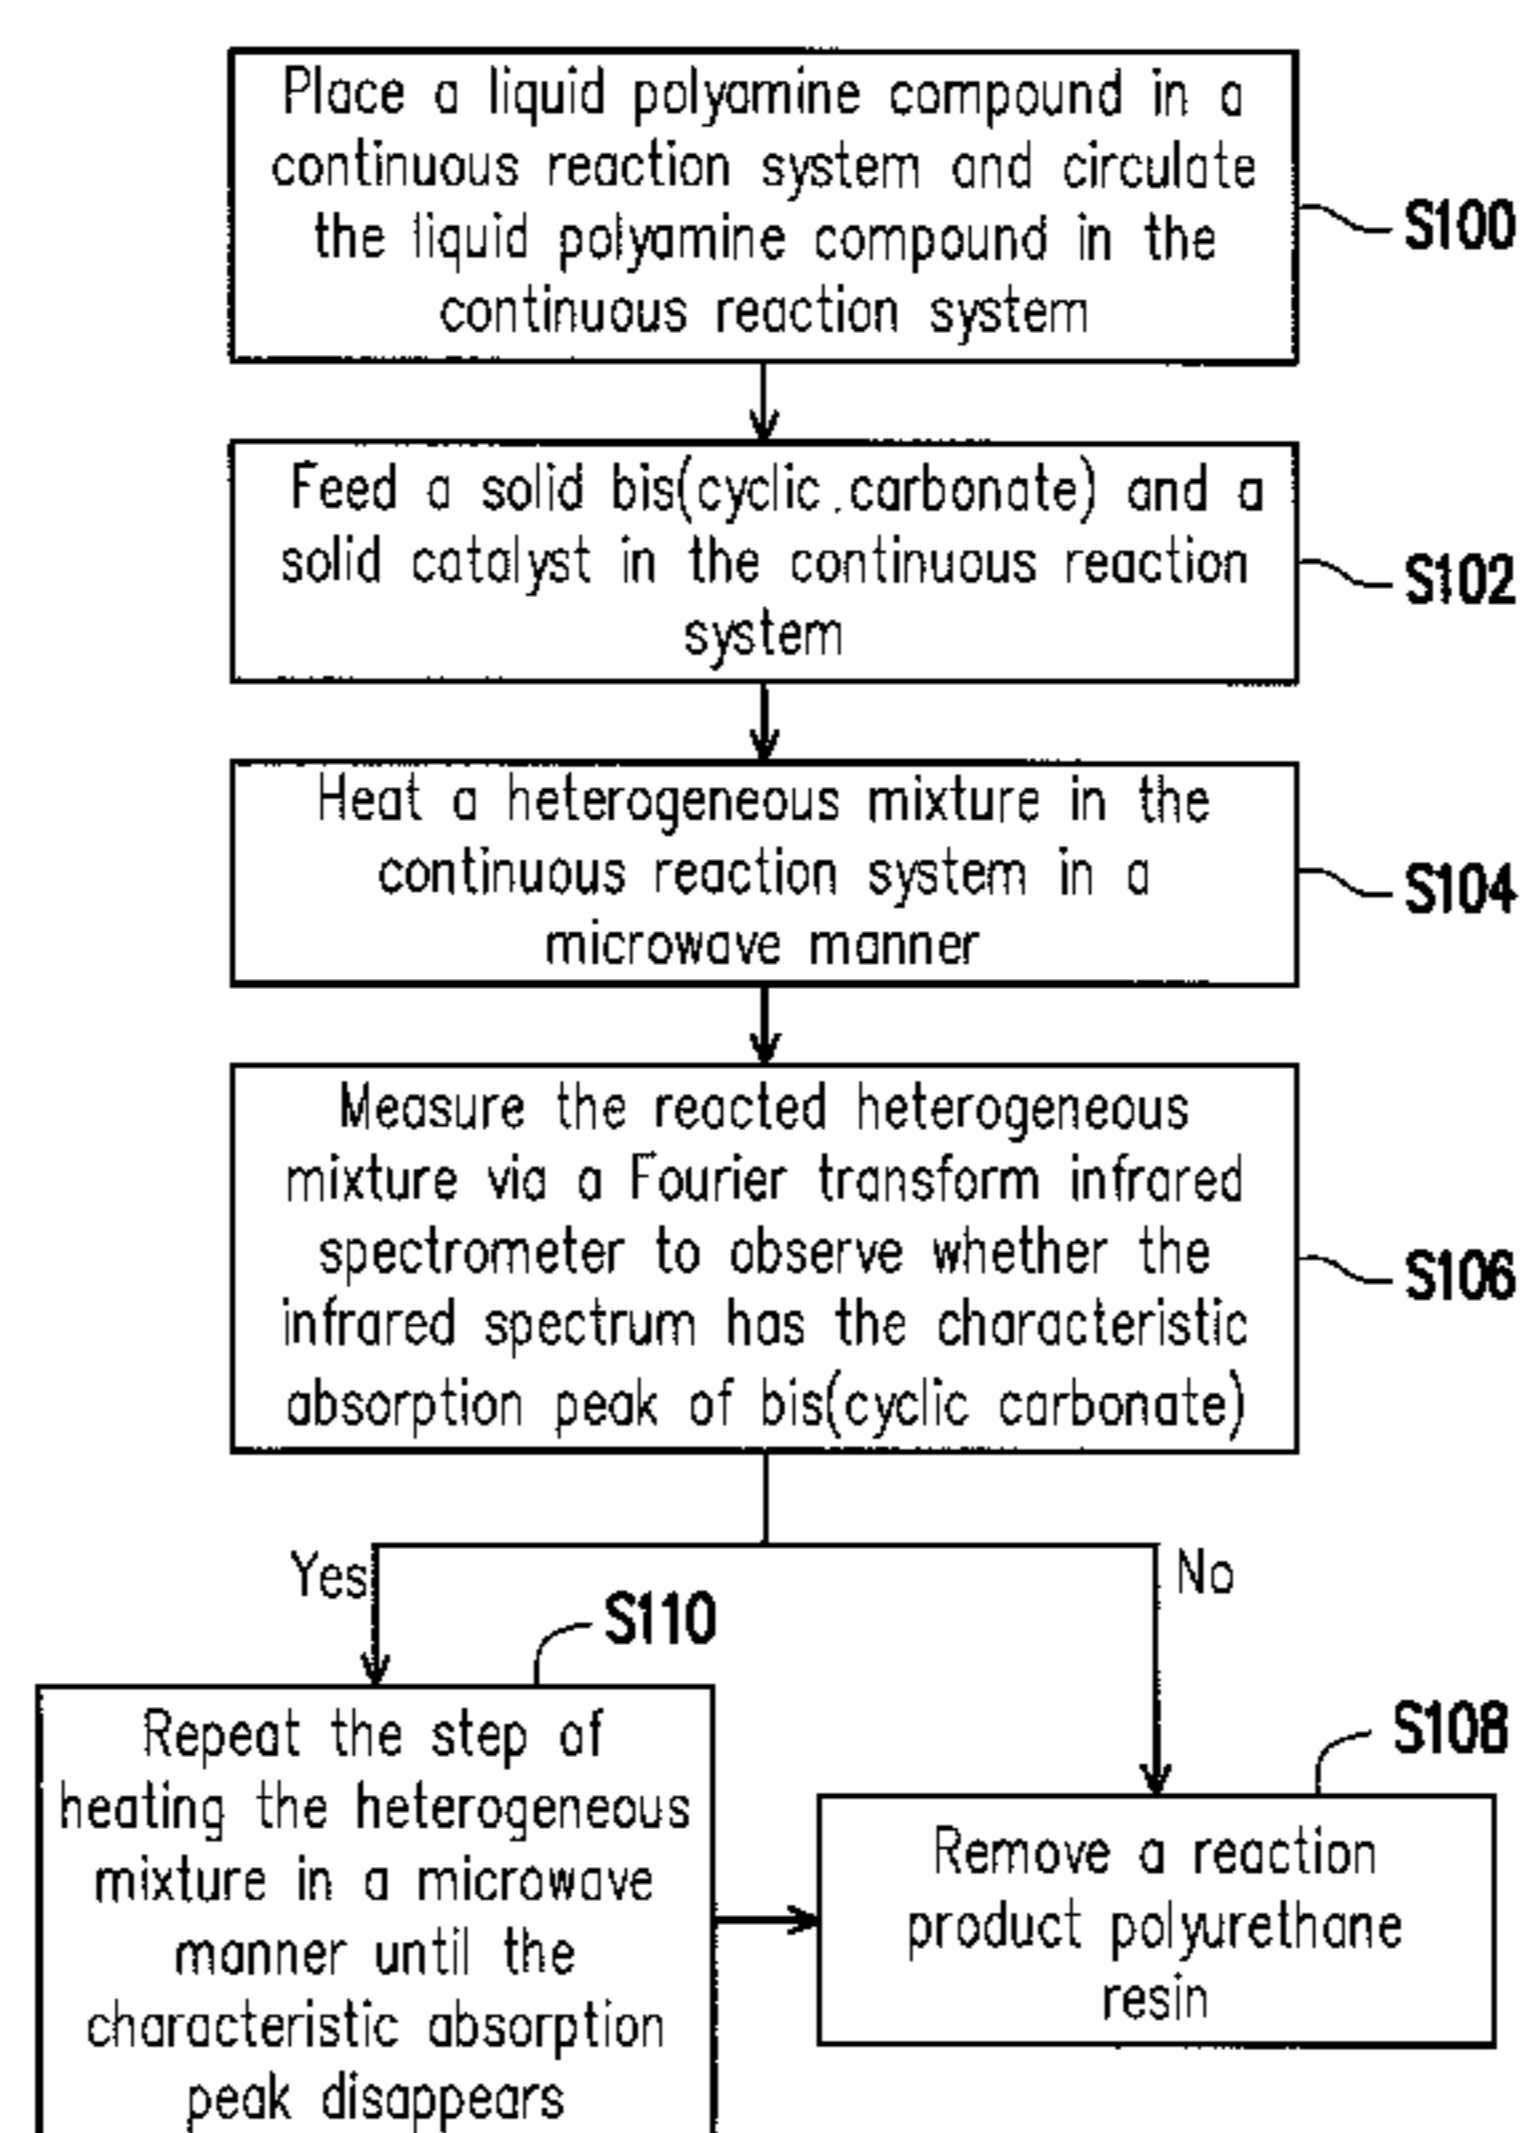 Place a liquid polyamine compound in a
continuous reaction system and circulate
the liquid polyamine compound in the
continuous reaction system
S100
Feed a solid bis(cyclic carbonate) and a
solid catalyst in the continuous reaction
system
S102
Heat a heterogeneous mixture in the
continuous reaction system in a
microwave manner
S104
Measure the reacted heterogeneous
mixture via a Fourier transform infrared
spectrometer to observe whether the
infrared spectrum has the characteristic
absorption peak of bis(cyclic carbonate)
S106
Yes
No
S110
Repeat the step of
heating the heterogeneous
mixture in a microwave
manner until the
characteristic absorption
peak disappears
S108
Remove a reaction
product polyurethane
resin